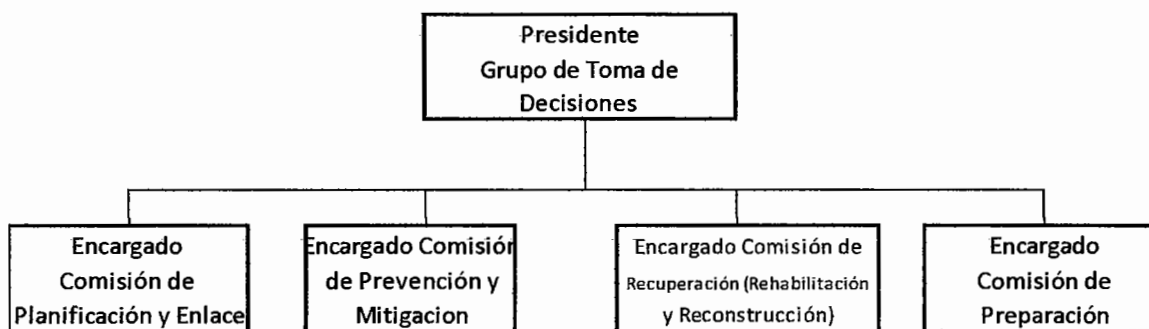 Presidente
Grupo de Toma de
Decisiones
Encargado
Comisión de
Planificación y Enlace
Encargado Comisión
de Prevención y
Mitigacion
Encargado Comisión de
Recuperación (Rehabilitación
y Reconstrucción)
Encargado
Comisión de
Preparación